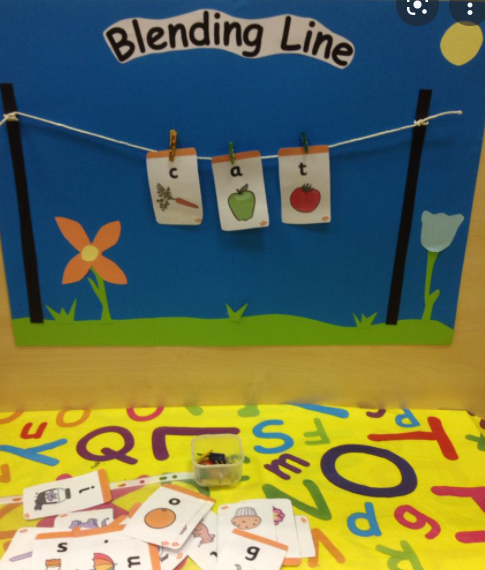 Blending Line
c a t
u Q L S F T
Y m O
i o d g
s g